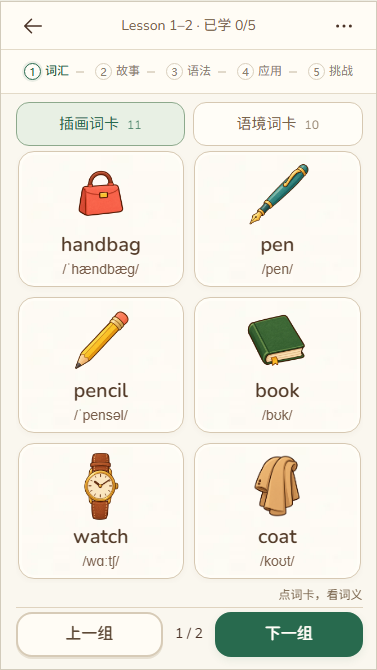 Lesson 1–2 · 已学 0/5
1 词汇 2 故事 3 语法 4 应用 5 挑战
插画词卡 11 语境词卡 10
handbag pen
/ˈhændbæɡ/ /pen/
pencil book
/ˈpensəl/ /bʊk/
watch coat
/wɑːtʃ/ /koʊt/
点词卡，看词义
上一组 1 / 2 下一组